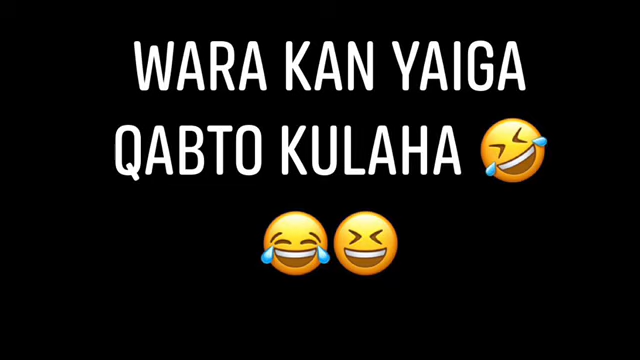 WARA KAN YAIGA
QABTO KULAHA 🤣
😂😆